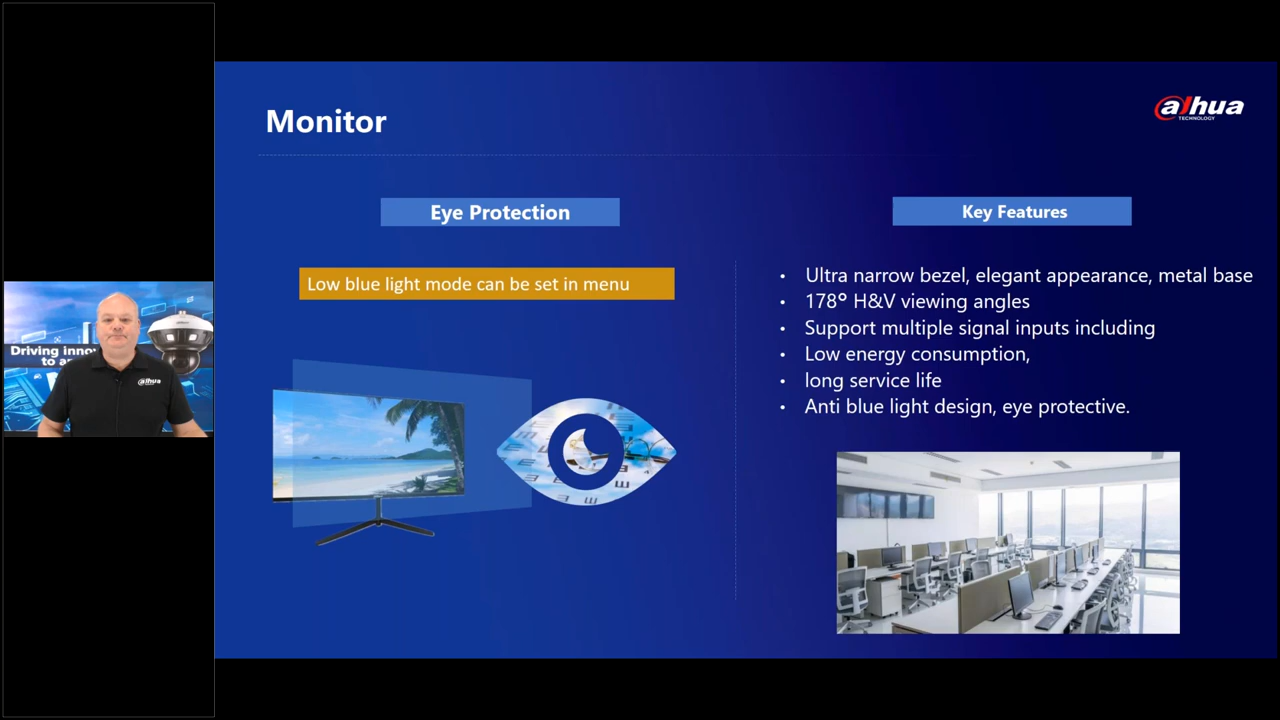 Monitor
alhua
TECHNOLOGY
Eye Protection
Low blue light mode can be set in menu
Key Features
• Ultra narrow bezel, elegant appearance, metal base
• 178° H&V viewing angles
• Support multiple signal inputs including
• Low energy consumption,
• long service life
• Anti blue light design, eye protective.
Driving inno
to a
alhua